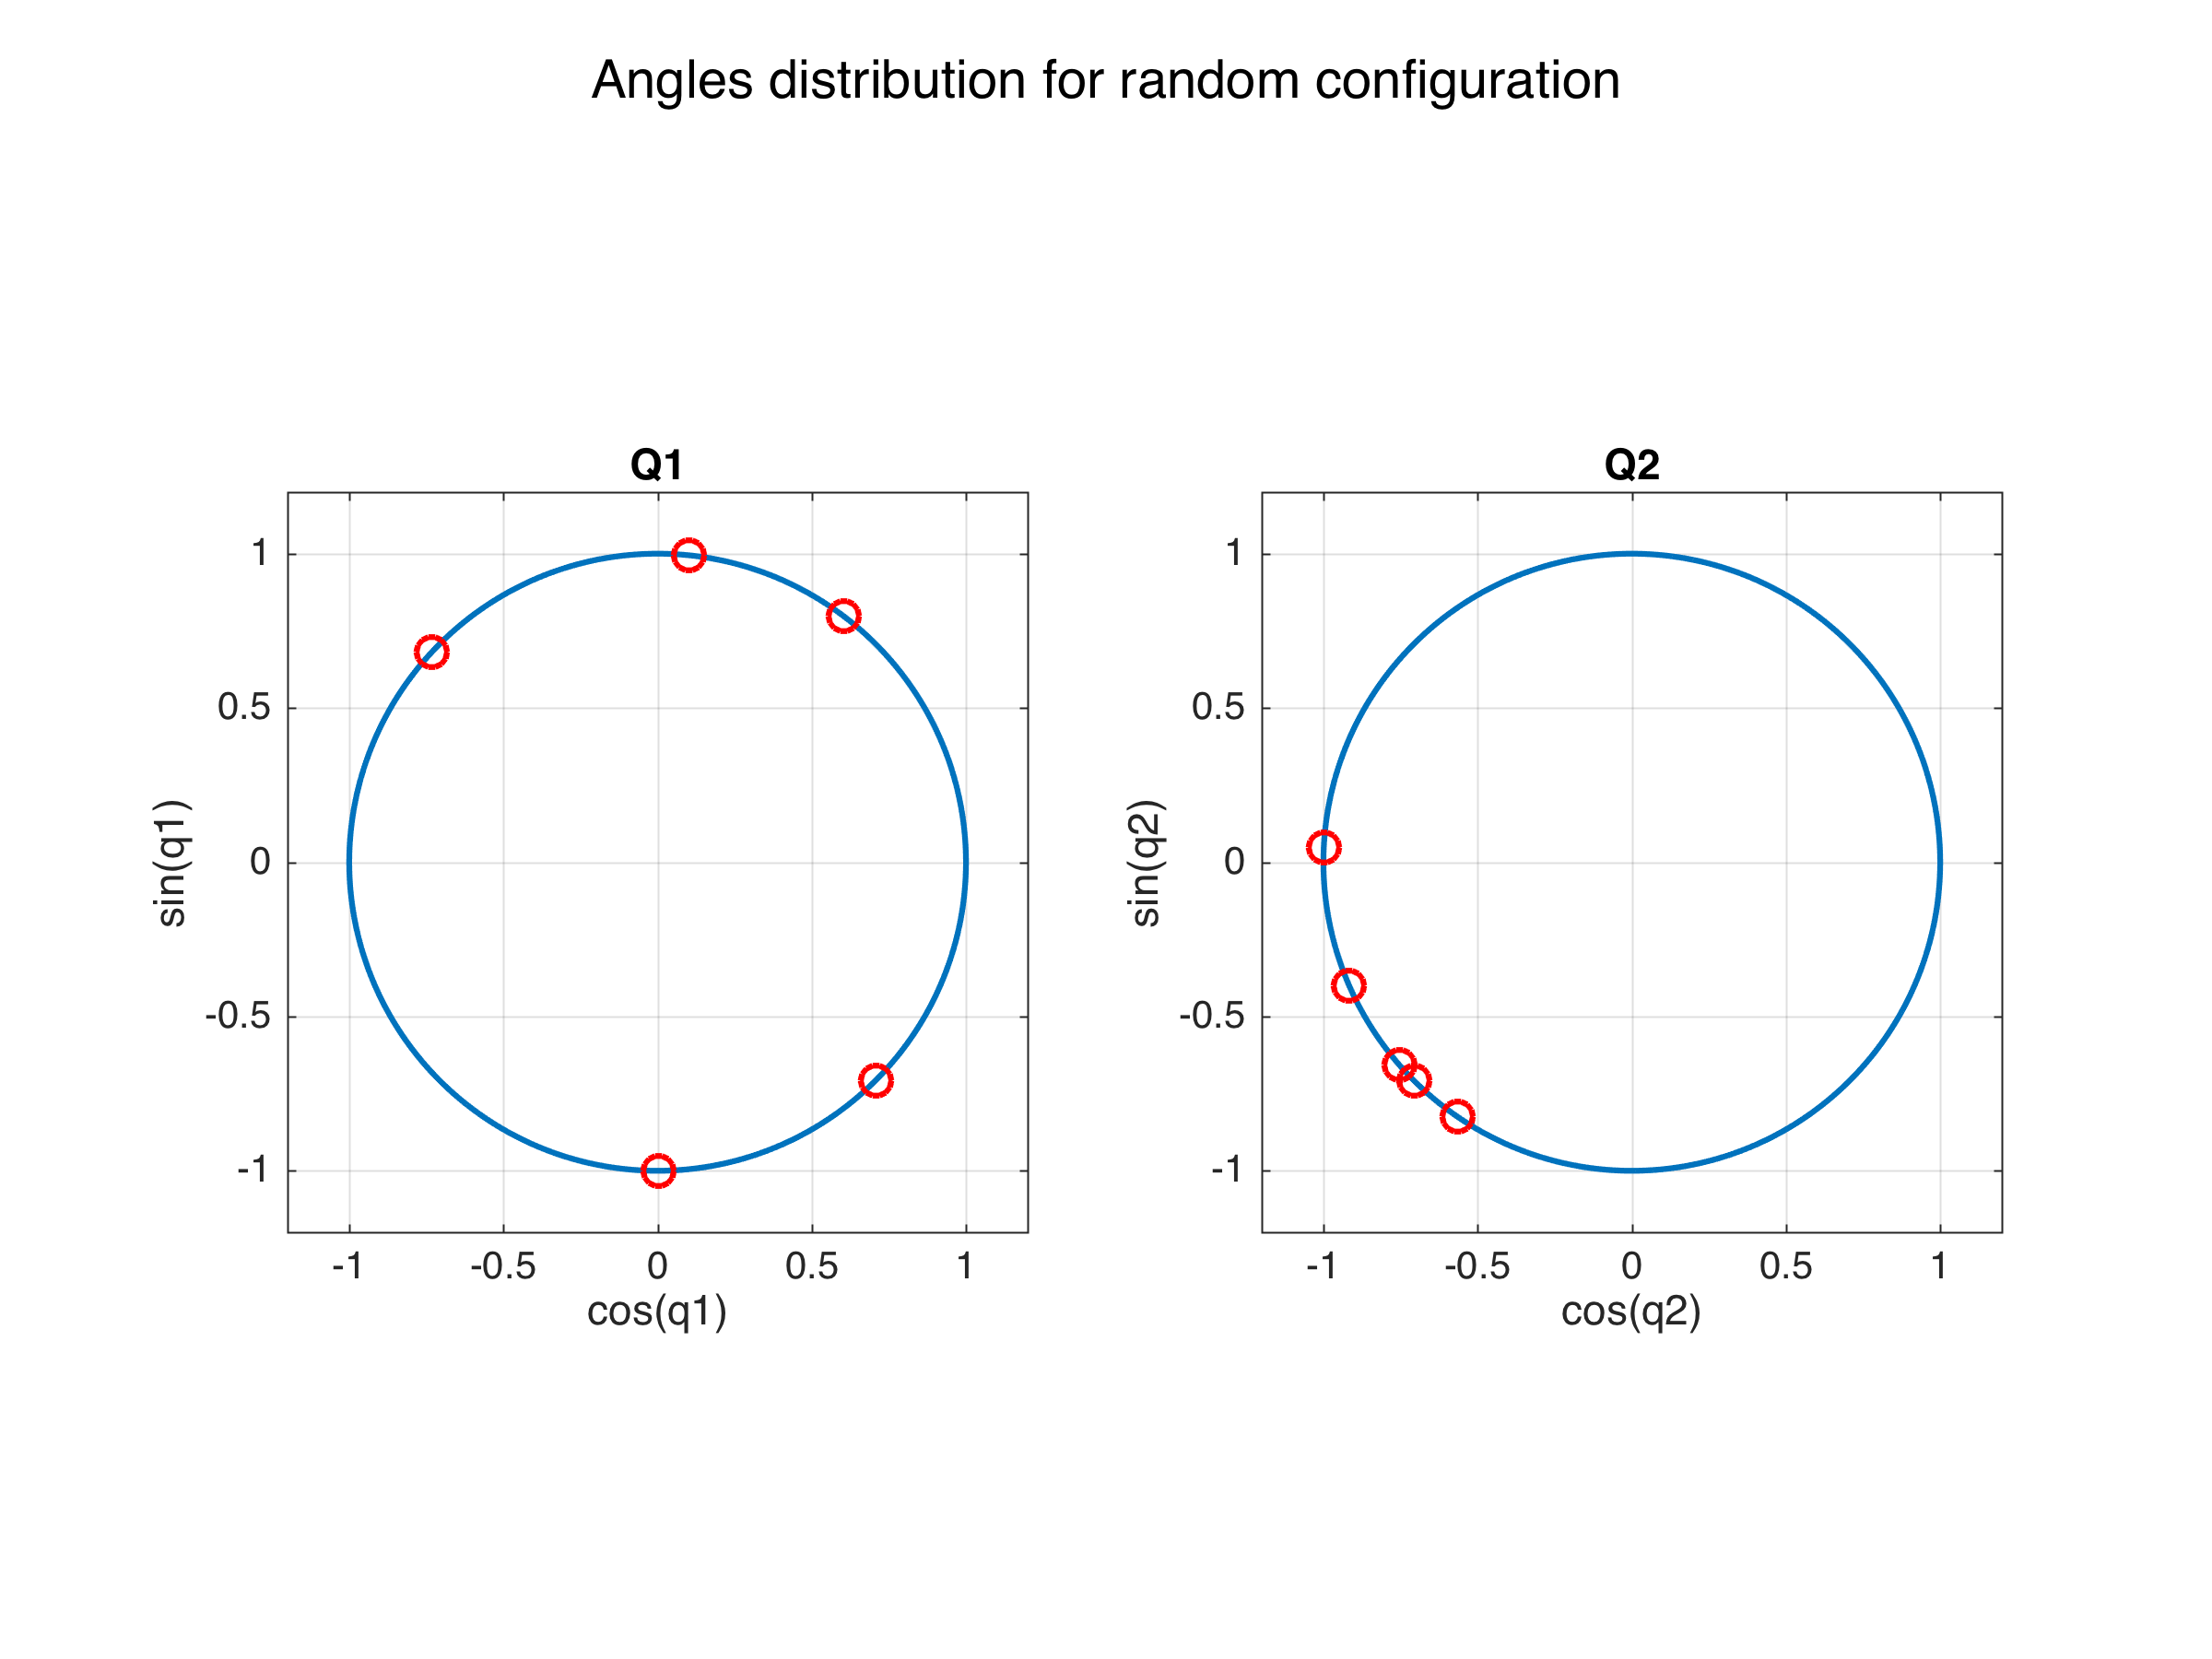 Angles distribution for random configuration
Q1
1
0.5
0
-0.5
-1
sin(q1)
-1 -0.5 0 0.5 1
cos(q1)
Q2
1
0.5
0
-0.5
-1
sin(q2)
-1 -0.5 0 0.5 1
cos(q2)